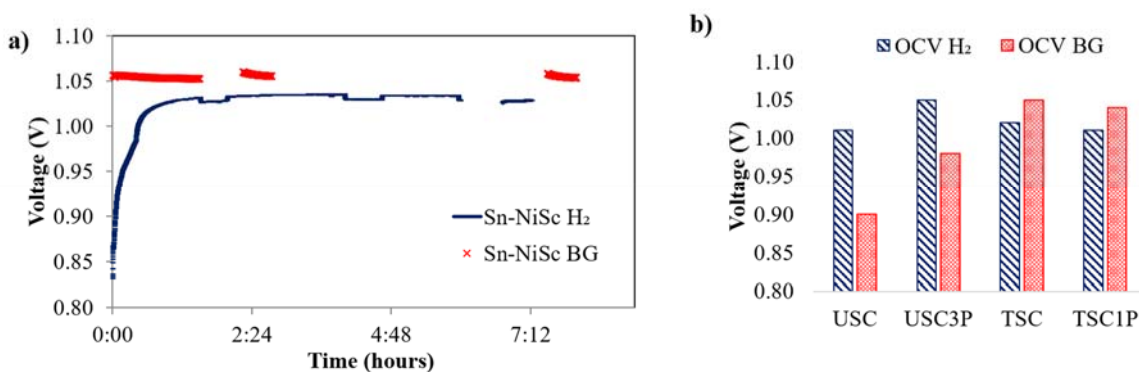 a)
1.10
1.05
1.00
0.95
0.90
0.85
0.80
Voltage (V)
Sn-NiSc H₂
Sn-NiSc BG
0:00 2:24 4:48 7:12
Time (hours)
b)
OCV H₂ OCV BG
1.10
1.05
1.00
0.95
0.90
0.85
0.80
Voltage (V)
USC USC3P TSC TSC1P